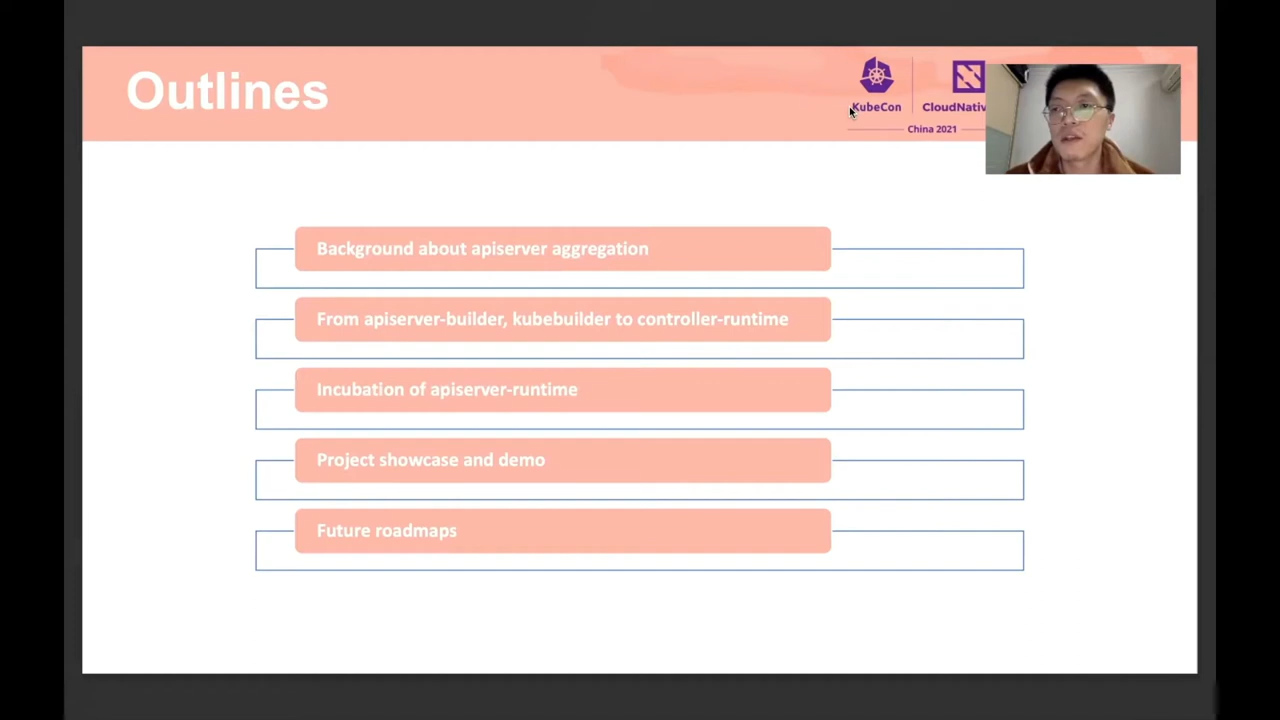 Outlines
KubeCon
CloudNativ
China 2021
Background about apiserver aggregation
From apiserver-builder, kubebuilder to controller-runtime
Incubation of apiserver-runtime
Project showcase and demo
Future roadmaps